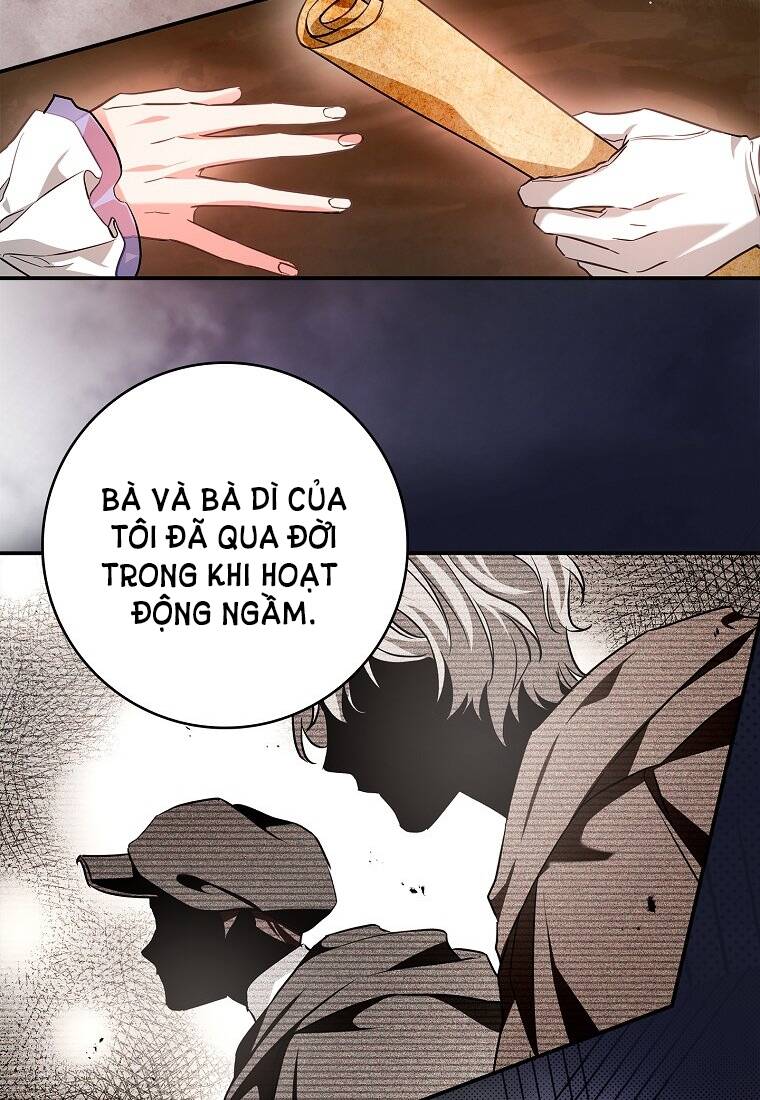 BÀ VÀ BÀ DÌ CỦA
TÔI ĐÃ QUA ĐỜI
TRONG KHI HOẠT
ĐỘNG NGẦM.